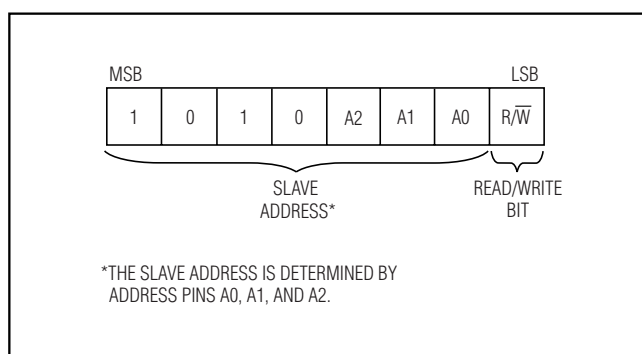 MSB LSB
1 0 1 0 A2 A1 A0 R/W̅
SLAVE
ADDRESS*
READ/WRITE
BIT
*THE SLAVE ADDRESS IS DETERMINED BY
ADDRESS PINS A0, A1, AND A2.